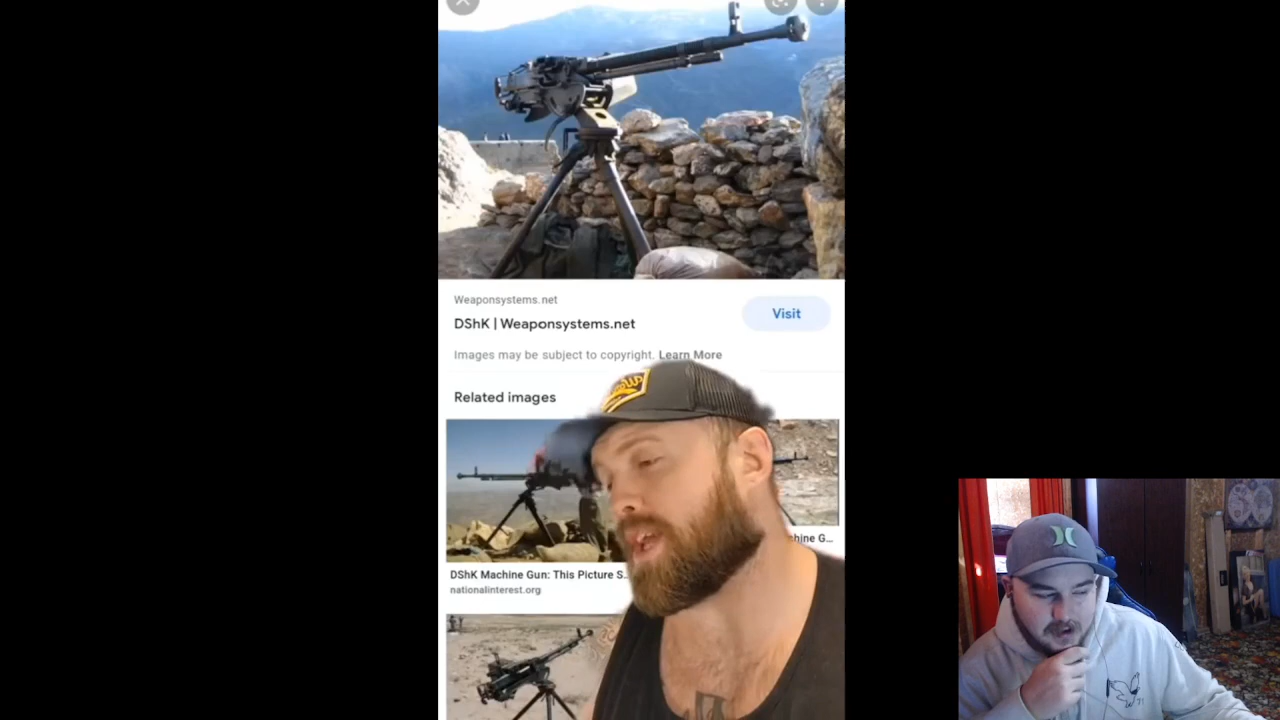 Weaponsystems.net
DShK | Weaponsystems.net
Visit
Images may be subject to copyright. Learn More
Related images
DShK Machine Gun: This Picture S...
nationalinterest.org
hine G...